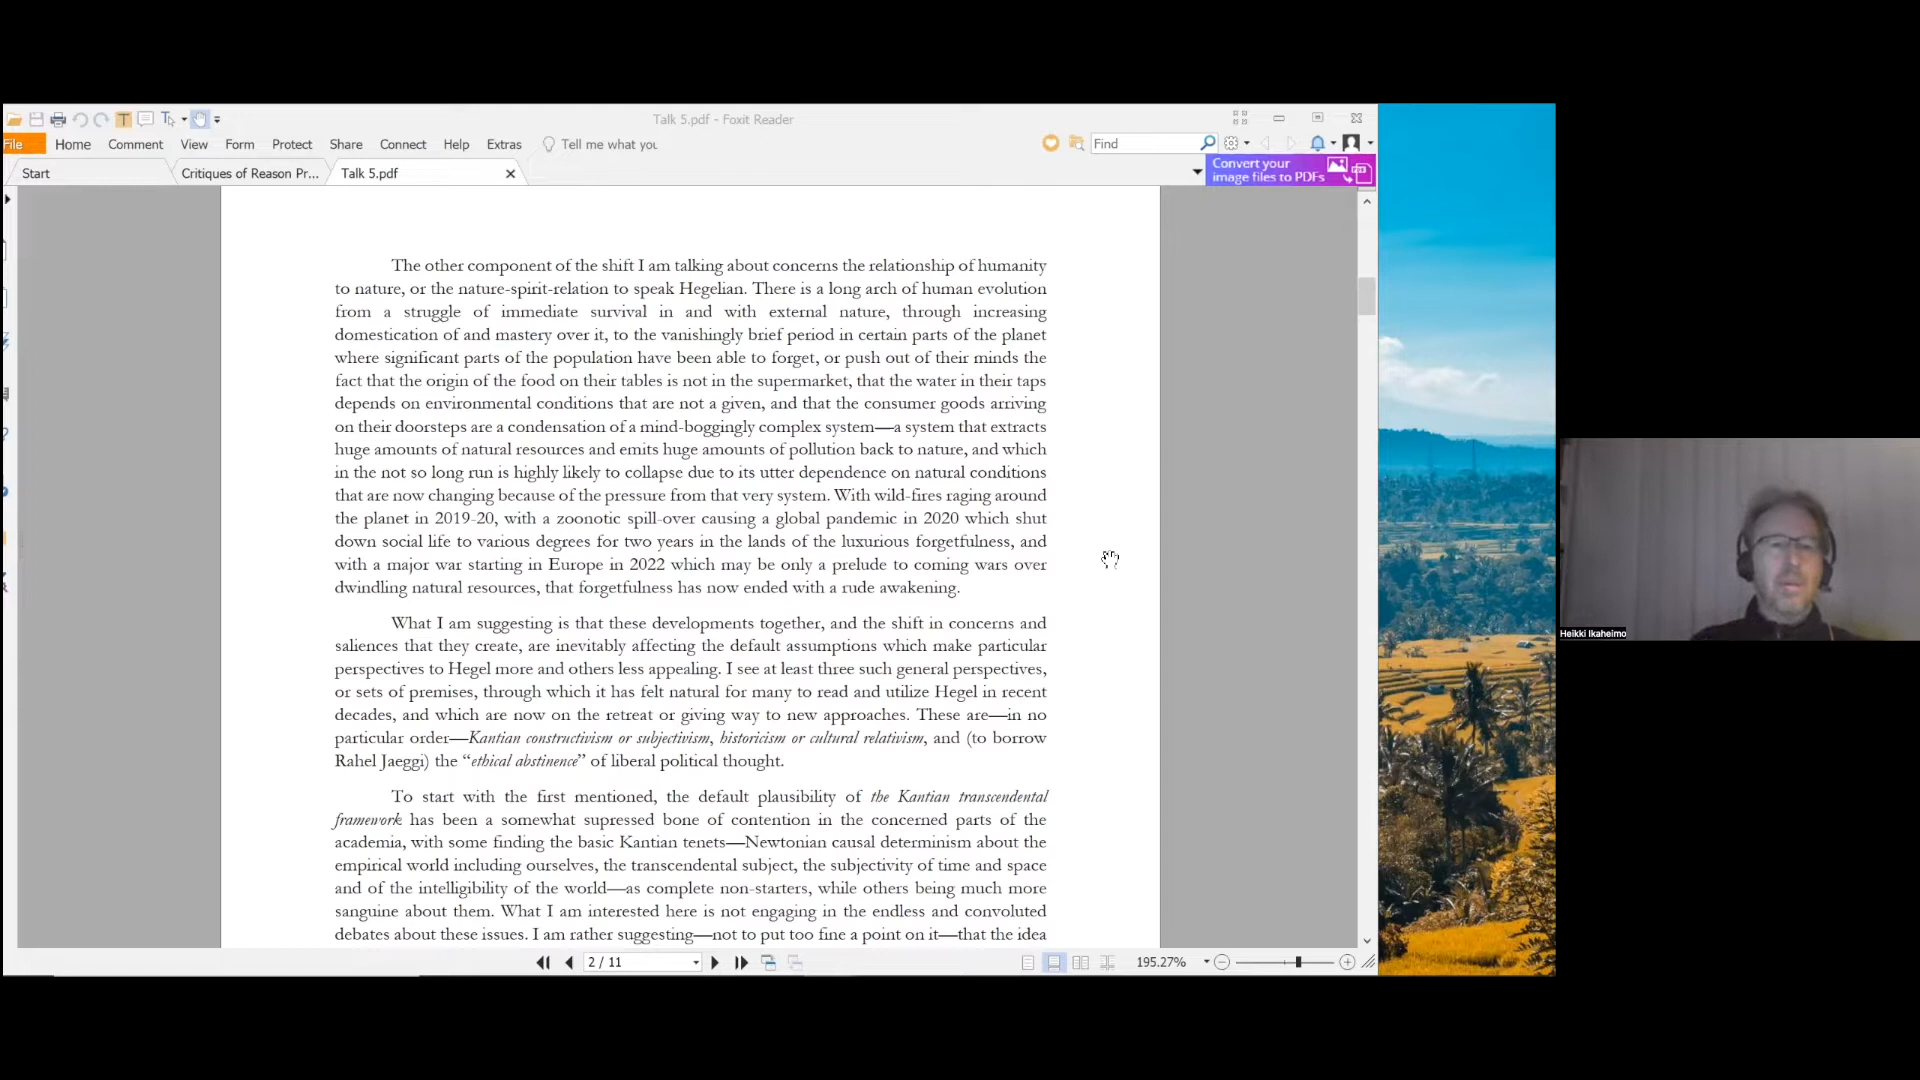 Talk 5.pdf - Foxit Reader
File Home Comment View Form Protect Share Connect Help Extras Tell me what you Find
Convert your
image files to PDFs
Start Critiques of Reason Pr... Talk 5.pdf
The other component of the shift I am talking about concerns the relationship of humanity
to nature, or the nature-spirit-relation to speak Hegelian. There is a long arch of human evolution
from a struggle of immediate survival in and with external nature, through increasing
domestication of and mastery over it, to the vanishingly brief period in certain parts of the planet
where significant parts of the population have been able to forget, or push out of their minds the
fact that the origin of the food on their tables is not in the supermarket, that the water in their taps
depends on environmental conditions that are not a given, and that the consumer goods arriving
on their doorsteps are a condensation of a mind-boggingly complex system—a system that extracts
huge amounts of natural resources and emits huge amounts of pollution back to nature, and which
in the not so long run is highly likely to collapse due to its utter dependence on natural conditions
that are now changing because of the pressure from that very system. With wild-fires raging around
the planet in 2019-20, with a zoonotic spill-over causing a global pandemic in 2020 which shut
down social life to various degrees for two years in the lands of the luxurious forgetfulness, and
with a major war starting in Europe in 2022 which may be only a prelude to coming wars over
dwindling natural resources, that forgetfulness has now ended with a rude awakening.
What I am suggesting is that these developments together, and the shift in concerns and
saliences that they create, are inevitably affecting the default assumptions which make particular
perspectives to Hegel more and others less appealing. I see at least three such general perspectives,
or sets of premises, through which it has felt natural for many to read and utilize Hegel in recent
decades, and which are now on the retreat or giving way to new approaches. These are—in no
particular order—Kantian constructivism or subjectivism, historicism or cultural relativism, and (to borrow
Rahel Jaeggi) the “ethical abstinence” of liberal political thought.
To start with the first mentioned, the default plausibility of the Kantian transcendental
framework has been a somewhat supressed bone of contention in the concerned parts of the
academia, with some finding the basic Kantian tenets—Newtonian causal determinism about the
empirical world including ourselves, the transcendental subject, the subjectivity of time and space
and of the intelligibility of the world—as complete non-starters, while others being much more
sanguine about them. What I am interested here is not engaging in the endless and convoluted
debates about these issues. I am rather suggesting—not to put too fine a point on it—that the idea
2 / 11 195.27%
Heikki Ikaheimo